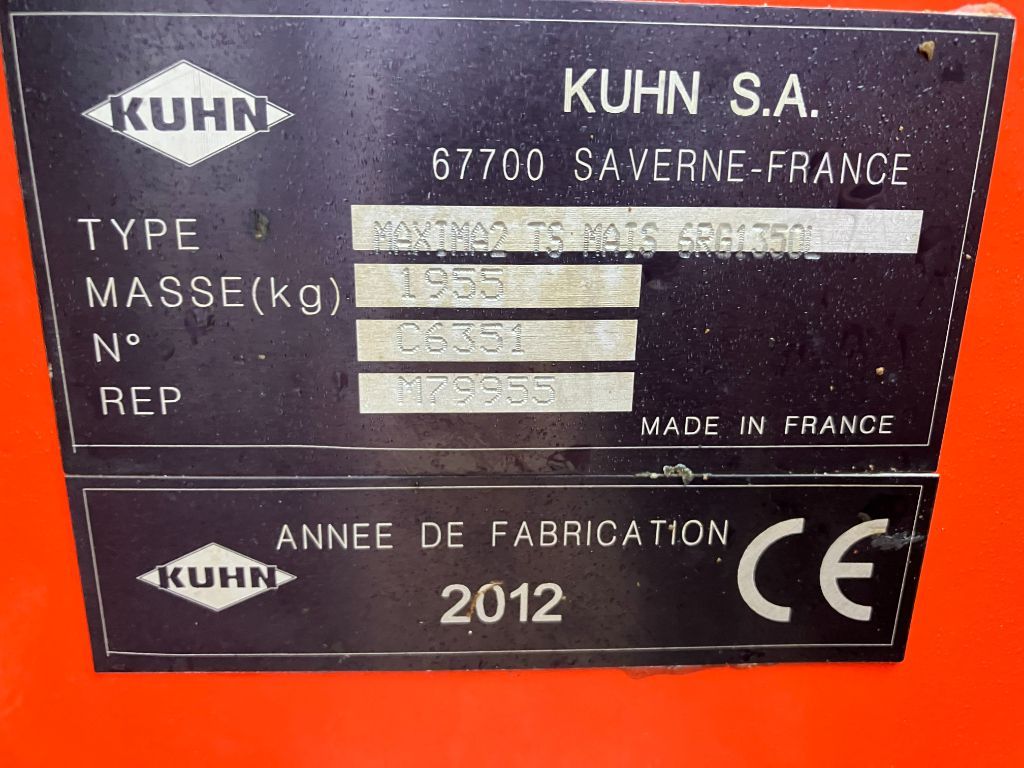 KUHN
KUHN S.A.
67700 SAVERNE-FRANCE
TYPE MAXIMA2 TS MAIS 6RG1350L
MASSE(kg) 1955
N° C6351
REP M79955
MADE IN FRANCE
ANNEE DE FABRICATION
KUHN
2012
CE